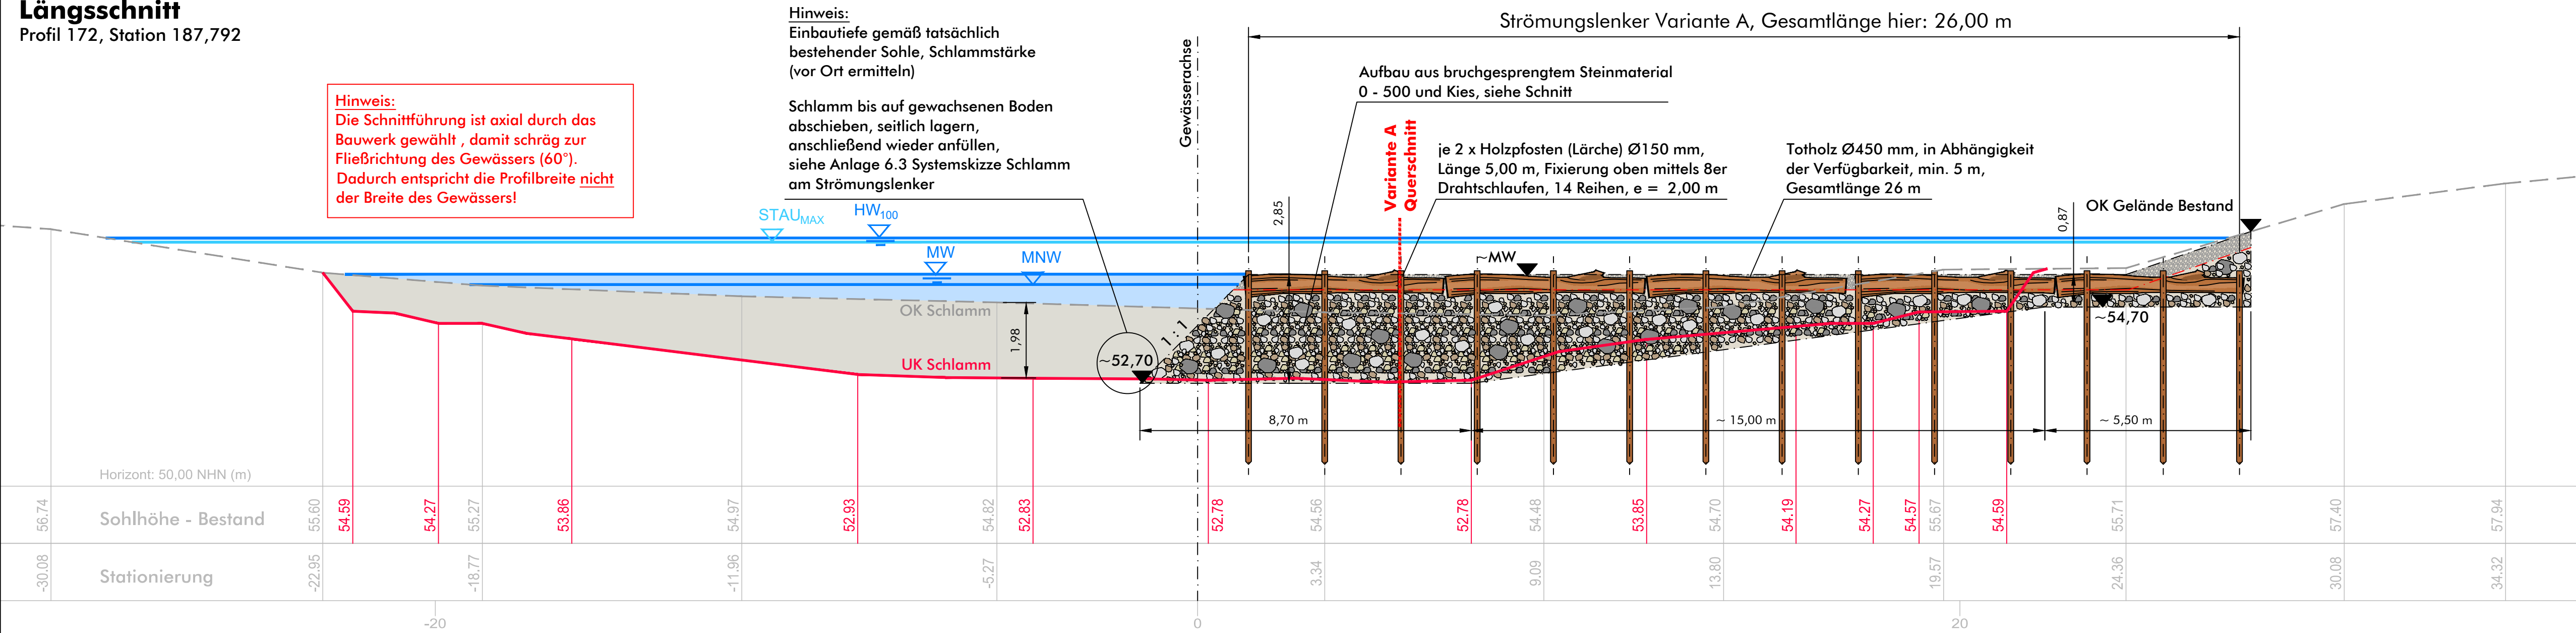 Längsschnitt
Profil 172, Station 187,792
Hinweis:
Die Schnittführung ist axial durch das
Bauwerk gewählt , damit schräg zur
Fließrichtung des Gewässers (60°).
Dadurch entspricht die Profilbreite nicht
der Breite des Gewässers!
Hinweis:
Einbautiefe gemäß tatsächlich
bestehender Sohle, Schlammstärke
(vor Ort ermitteln)
Schlamm bis auf gewachsenen Boden
abschieben, seitlich lagern,
anschließend wieder anfüllen,
siehe Anlage 6.3 Systemskizze Schlamm
am Strömungslenker
Gewässerachse
Strömungslenker Variante A, Gesamtlänge hier: 26,00 m
Aufbau aus bruchgesprengtem Steinmaterial
0 - 500 und Kies, siehe Schnitt
Variante A
Querschnitt
je 2 x Holzpfosten (Lärche) Ø150 mm,
Länge 5,00 m, Fixierung oben mittels 8er
Drahtschlaufen, 14 Reihen, e = 2,00 m
Totholz Ø450 mm, in Abhängigkeit
der Verfügbarkeit, min. 5 m,
Gesamtlänge 26 m
STAUMAX
HW100
MW
MNW
2,85
~MW
0,87
OK Gelände Bestand
OK Schlamm
1,98
UK Schlamm
~52,70
1:1
~54,70
8,70 m
~ 15,00 m
~ 5,50 m
Horizont: 50,00 NHN (m)
Sohlhöhe - Bestand
56.74
55.60
54.59
54.27
55.27
53.86
54.97
52.93
54.82
52.83
52.78
54.56
52.78
54.48
53.85
54.70
54.19
54.27
54.57
55.67
54.59
55.71
57.40
57.94
Stationierung
-30.08
-22.95
-18.77
-11.96
-5.27
3.34
9.09
13.80
19.57
24.36
30.08
34.32
-20
0
20